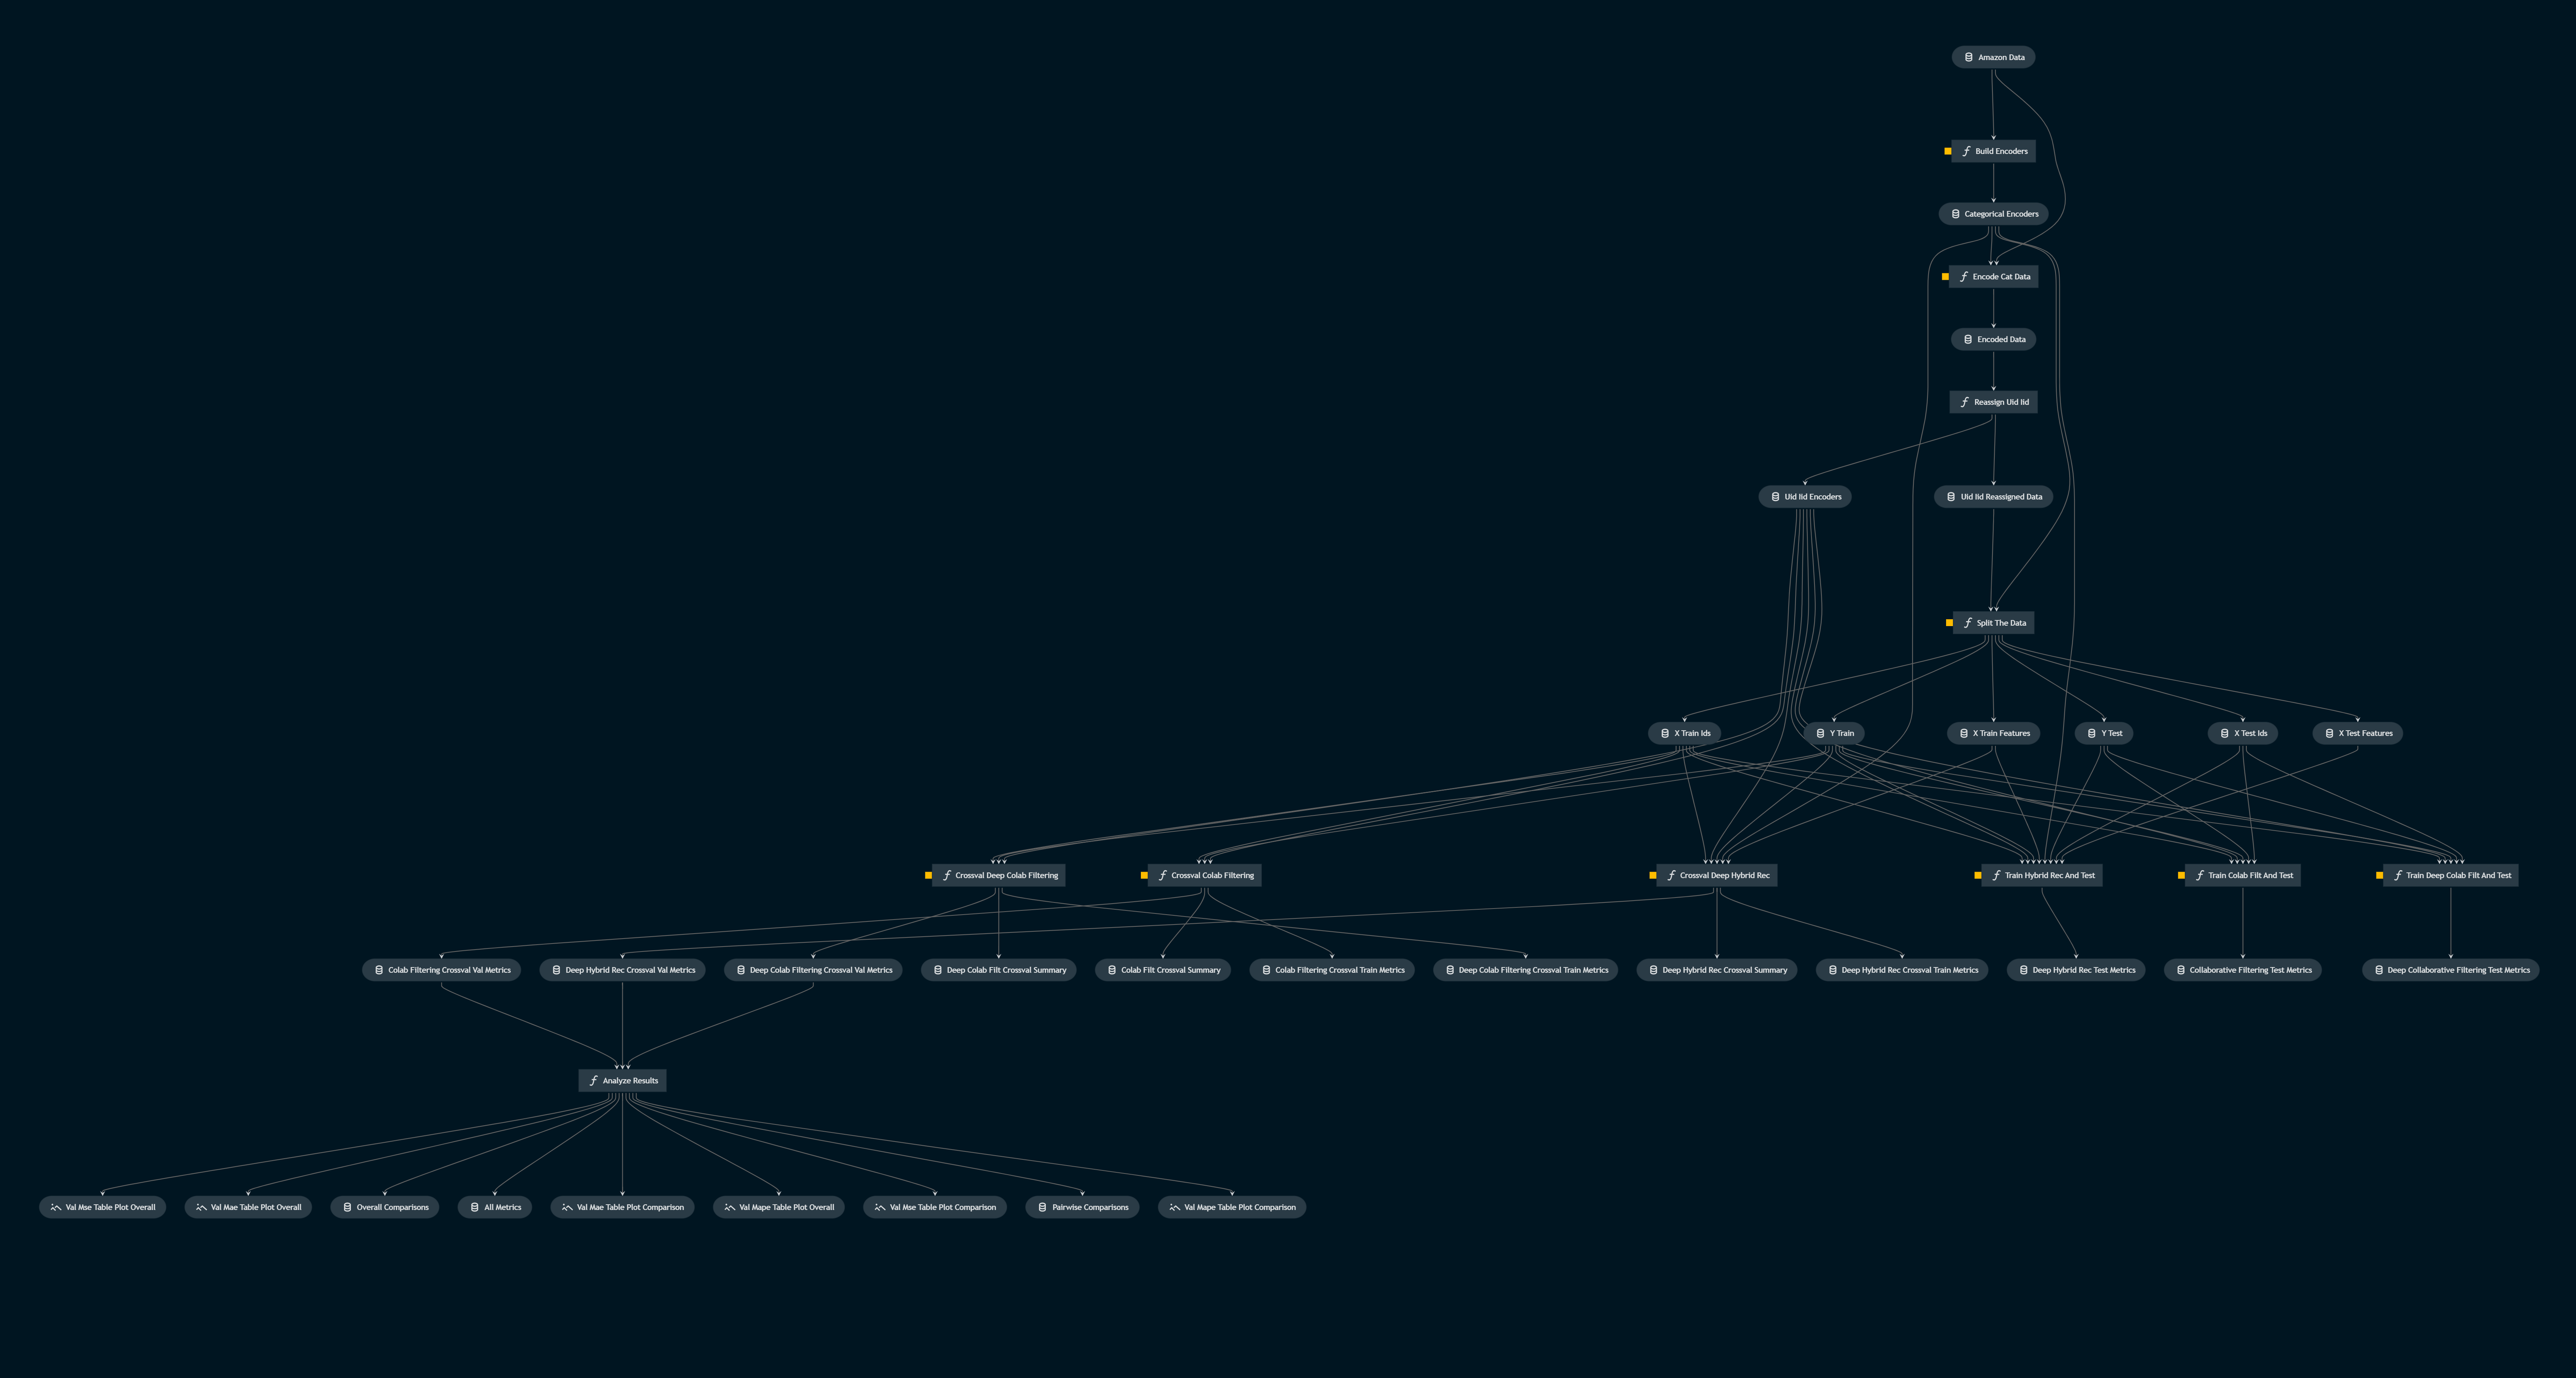 Amazon Data
Build Encoders
Categorical Encoders
Encode Cat Data
Encoded Data
Reassign Uid Iid
Uid Iid Encoders
Uid Iid Reassigned Data
Split The Data
X Train Ids
Y Train
X Train Features
Y Test
X Test Ids
X Test Features
Crossval Deep Colab Filtering
Crossval Colab Filtering
Crossval Deep Hybrid Rec
Train Hybrid Rec And Test
Train Colab Filt And Test
Train Deep Colab Filt And Test
Colab Filtering Crossval Val Metrics
Deep Hybrid Rec Crossval Val Metrics
Deep Colab Filtering Crossval Val Metrics
Deep Colab Filt Crossval Summary
Colab Filt Crossval Summary
Colab Filtering Crossval Train Metrics
Deep Colab Filtering Crossval Train Metrics
Deep Hybrid Rec Crossval Summary
Deep Hybrid Rec Crossval Train Metrics
Deep Hybrid Rec Test Metrics
Collaborative Filtering Test Metrics
Deep Collaborative Filtering Test Metrics
Analyze Results
Val Mse Table Plot Overall
Val Mae Table Plot Overall
Overall Comparisons
All Metrics
Val Mae Table Plot Comparison
Val Mape Table Plot Overall
Val Mse Table Plot Comparison
Pairwise Comparisons
Val Mape Table Plot Comparison